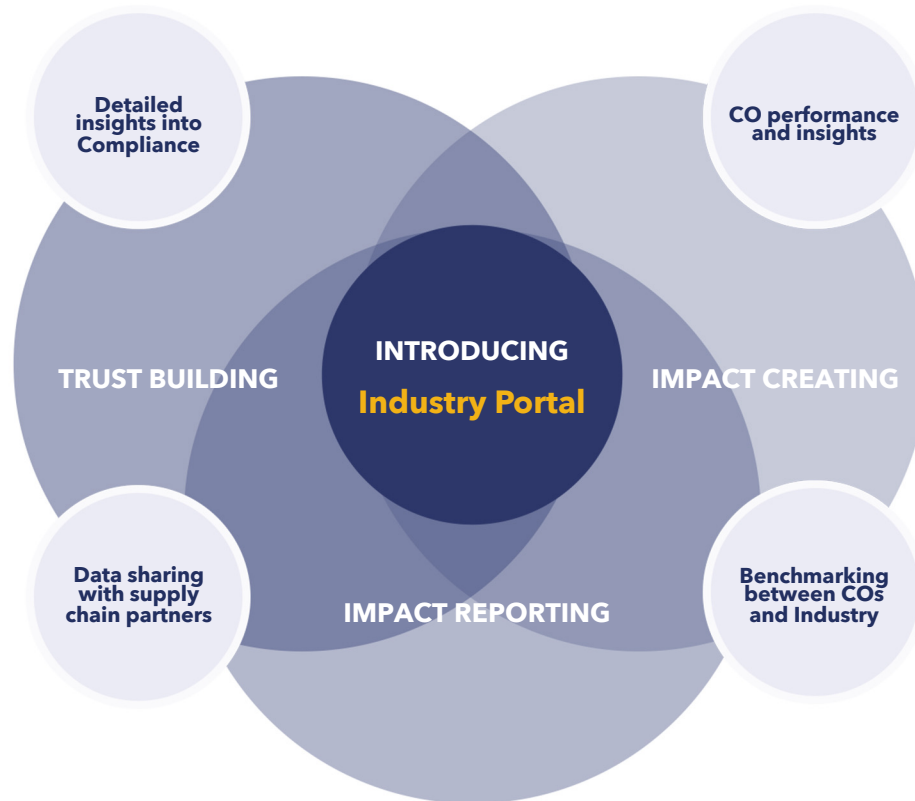 Detailed
insights into
Compliance
CO performance
and insights
INTRODUCING
Industry Portal
TRUST BUILDING
IMPACT CREATING
Data sharing
with supply
chain partners
IMPACT REPORTING
Benchmarking
between COs
and Industry